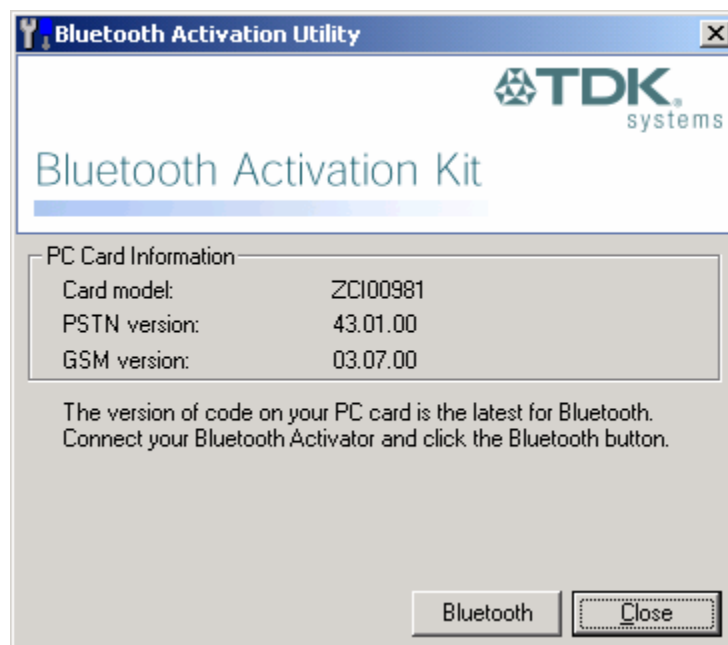 Bluetooth Activation Utility
TDK
systems
Bluetooth Activation Kit
PC Card Information
Card model: ZCI00981
PSTN version: 43.01.00
GSM version: 03.07.00
The version of code on your PC card is the latest for Bluetooth.
Connect your Bluetooth Activator and click the Bluetooth button.
Bluetooth Close